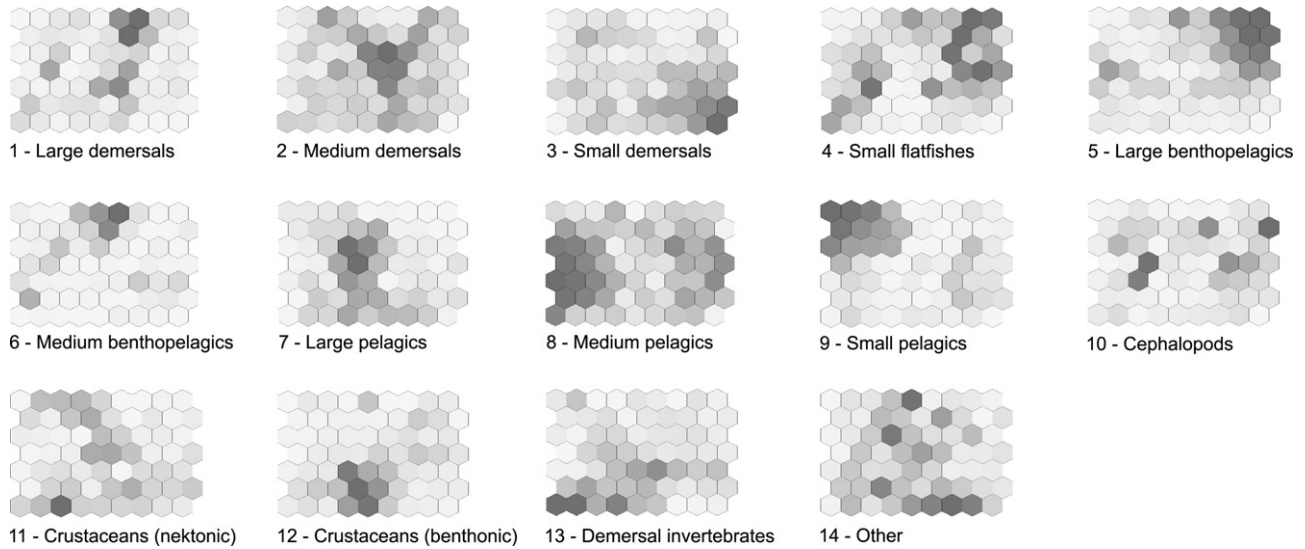 1 - Large demersals
2 - Medium demersals
3 - Small demersals
4 - Small flatfishes
5 - Large benthopelagics
6 - Medium benthopelagics
7 - Large pelagics
8 - Medium pelagics
9 - Small pelagics
10 - Cephalopods
11 - Crustaceans (nektonic)
12 - Crustaceans (benthonic)
13 - Demersal invertebrates
14 - Other